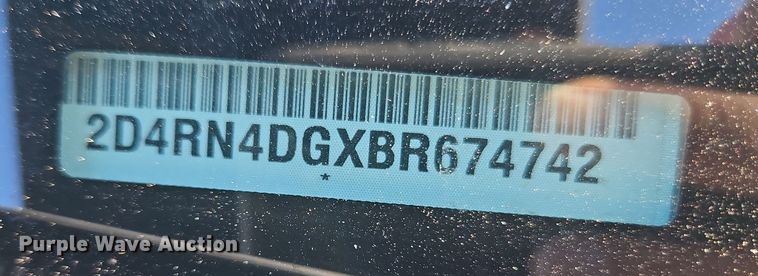 2D4RN4DGXBR674742
*
Purple Wave Auction